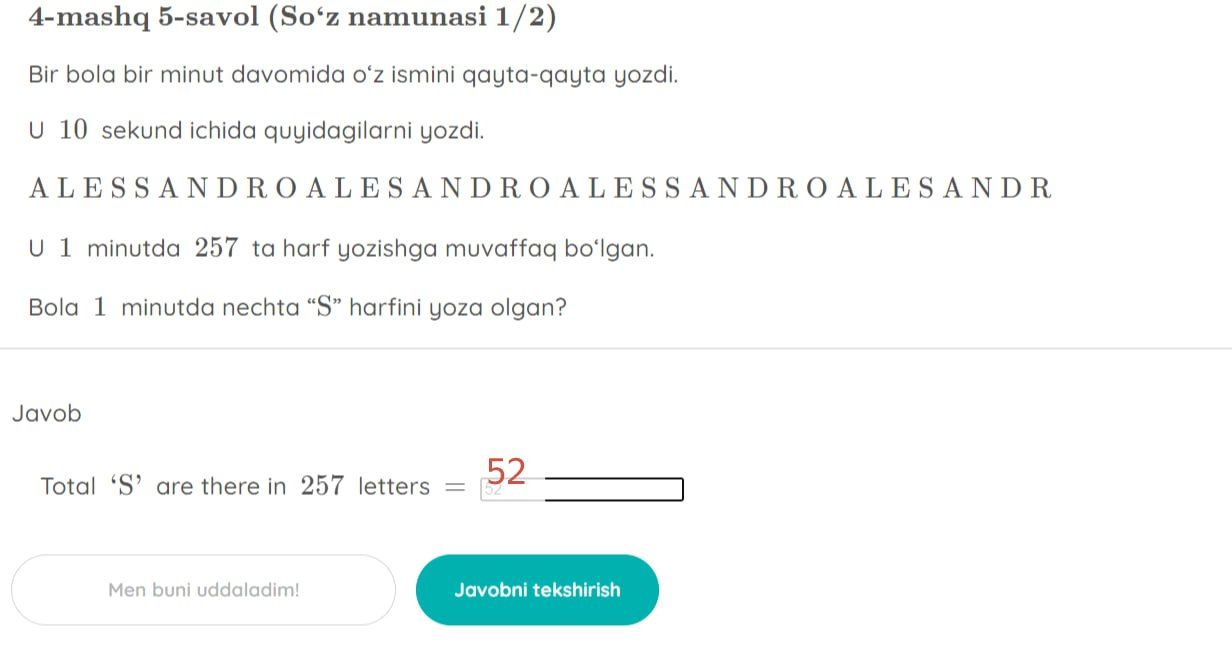 4-mashq 5-savol (So‘z namunasi 1/2)
Bir bola bir minut davomida o‘z ismini qayta-qayta yozdi.
U 10 sekund ichida quyidagilarni yozdi.
A L E S S A N D R O A L E S A N D R O A L E S S A N D R O A L E S A N D R
U 1 minutda 257 ta harf yozishga muvaffaq bo‘lgan.
Bola 1 minutda nechta “S” harfini yoza olgan?
Javob
Total ‘S’ are there in 257 letters = 52
52
Men buni uddaladim!
Javobni tekshirish